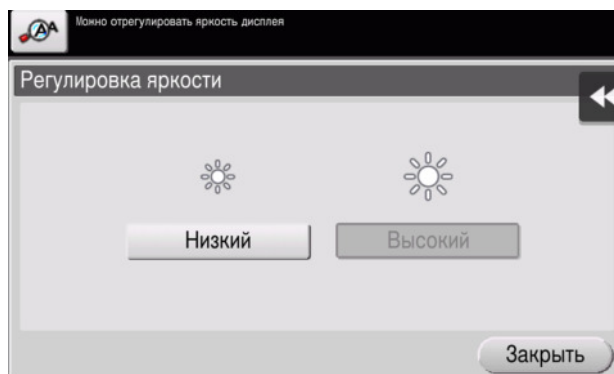 Можно отрегулировать яркость дисплея
Регулировка яркости
Низкий
Высокий
Закрыть